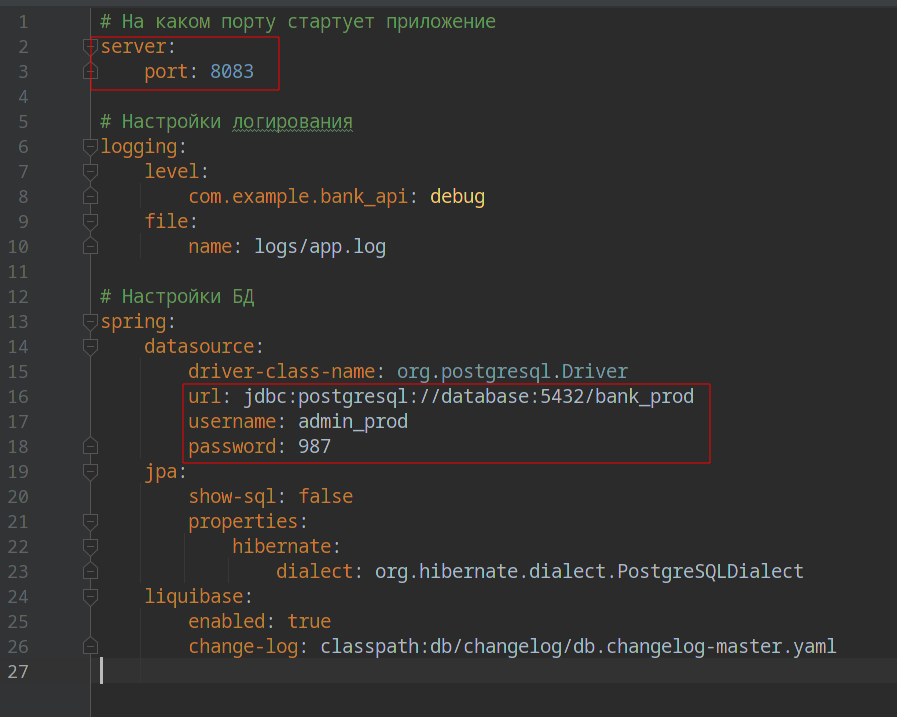 1 # На каком порту стартует приложение
2 server:
3     port: 8083
4
5 # Настройки логирования
6 logging:
7     level:
8         com.example.bank_api: debug
9     file:
10         name: logs/app.log
11
12 # Настройки БД
13 spring:
14     datasource:
15         driver-class-name: org.postgresql.Driver
16         url: jdbc:postgresql://database:5432/bank_prod
17         username: admin_prod
18         password: 987
19     jpa:
20         show-sql: false
21         properties:
22             hibernate:
23                 dialect: org.hibernate.dialect.PostgreSQLDialect
24     liquibase:
25         enabled: true
26         change-log: classpath:db/changelog/db.changelog-master.yaml
27